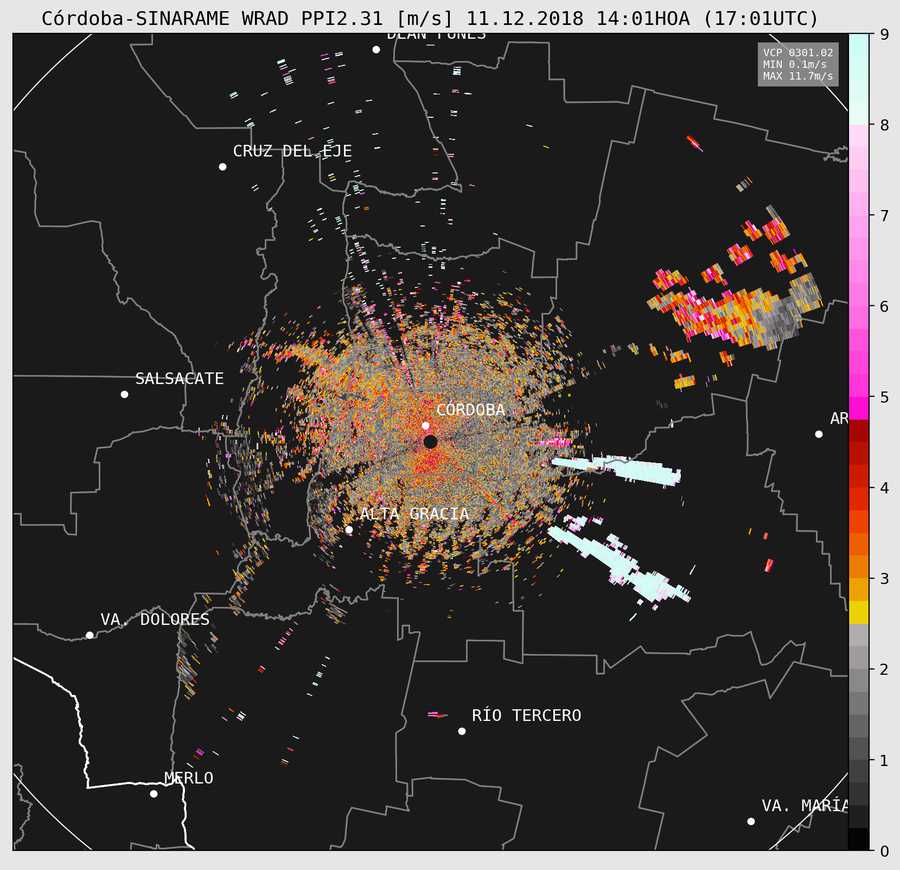 Córdoba-SINARAME WRAD PPI2.31 [m/s] 11.12.2018 14:01HOA (17:01UTC)
DEAN FUNES
VCP 0301.02
MIN 0.1m/s
MAX 11.7m/s
CRUZ DEL EJE
SALSACATE
CÓRDOBA
AR
ALTA GRACIA
VA. DOLORES
RÍO TERCERO
MERLO
VA. MARÍA
9
8
7
6
5
4
3
2
1
0